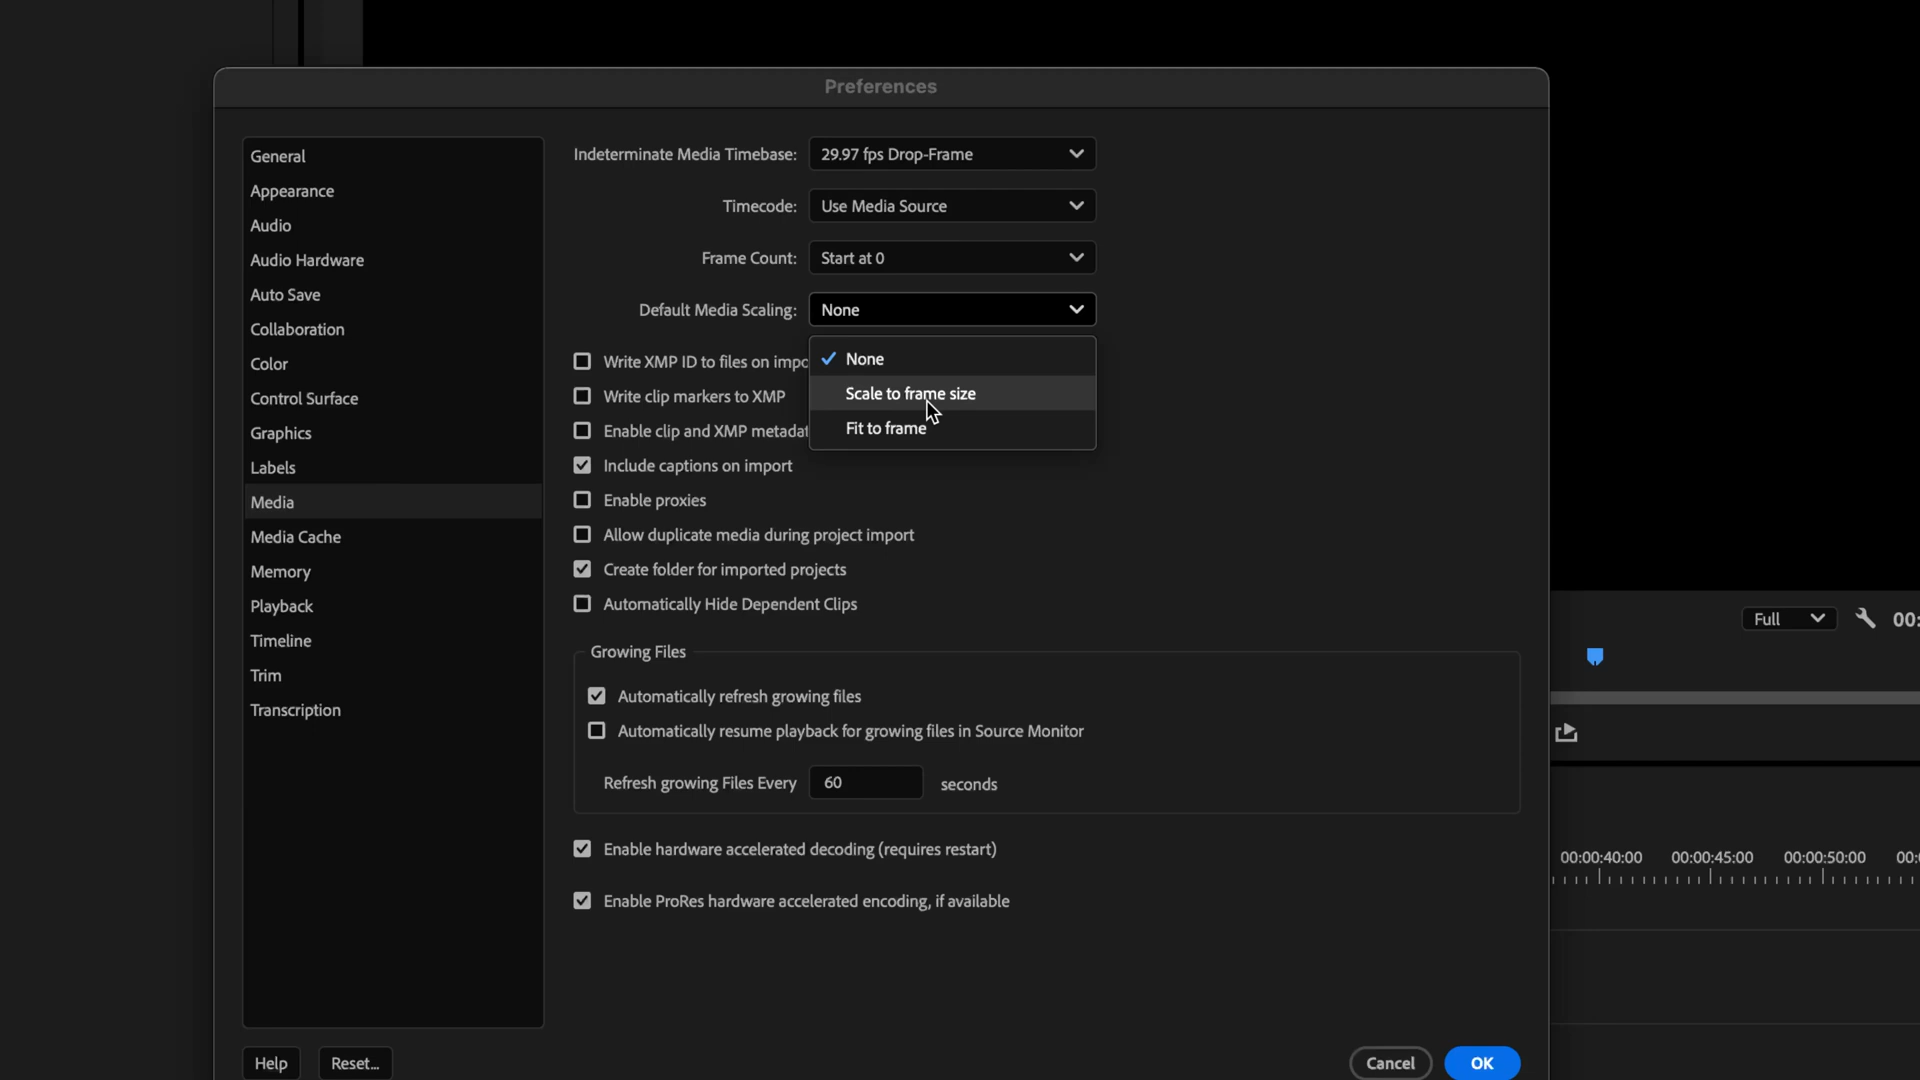 Preferences
General
Appearance
Audio
Audio Hardware
Auto Save
Collaboration
Color
Control Surface
Graphics
Labels
Media
Media Cache
Memory
Playback
Timeline
Trim
Transcription
Indeterminate Media Timebase: 29.97 fps Drop-Frame
Timecode: Use Media Source
Frame Count: Start at 0
Default Media Scaling: None
None
Scale to frame size
Fit to frame
Write XMP ID to files on impo
Write clip markers to XMP
Enable clip and XMP metadat
Include captions on import
Enable proxies
Allow duplicate media during project import
Create folder for imported projects
Automatically Hide Dependent Clips
Growing Files
Automatically refresh growing files
Automatically resume playback for growing files in Source Monitor
Refresh growing Files Every 60 seconds
Enable hardware accelerated decoding (requires restart)
Enable ProRes hardware accelerated encoding, if available
Help Reset... Cancel OK
Full 00:
00:00:40:00 00:00:45:00 00:00:50:00 00: